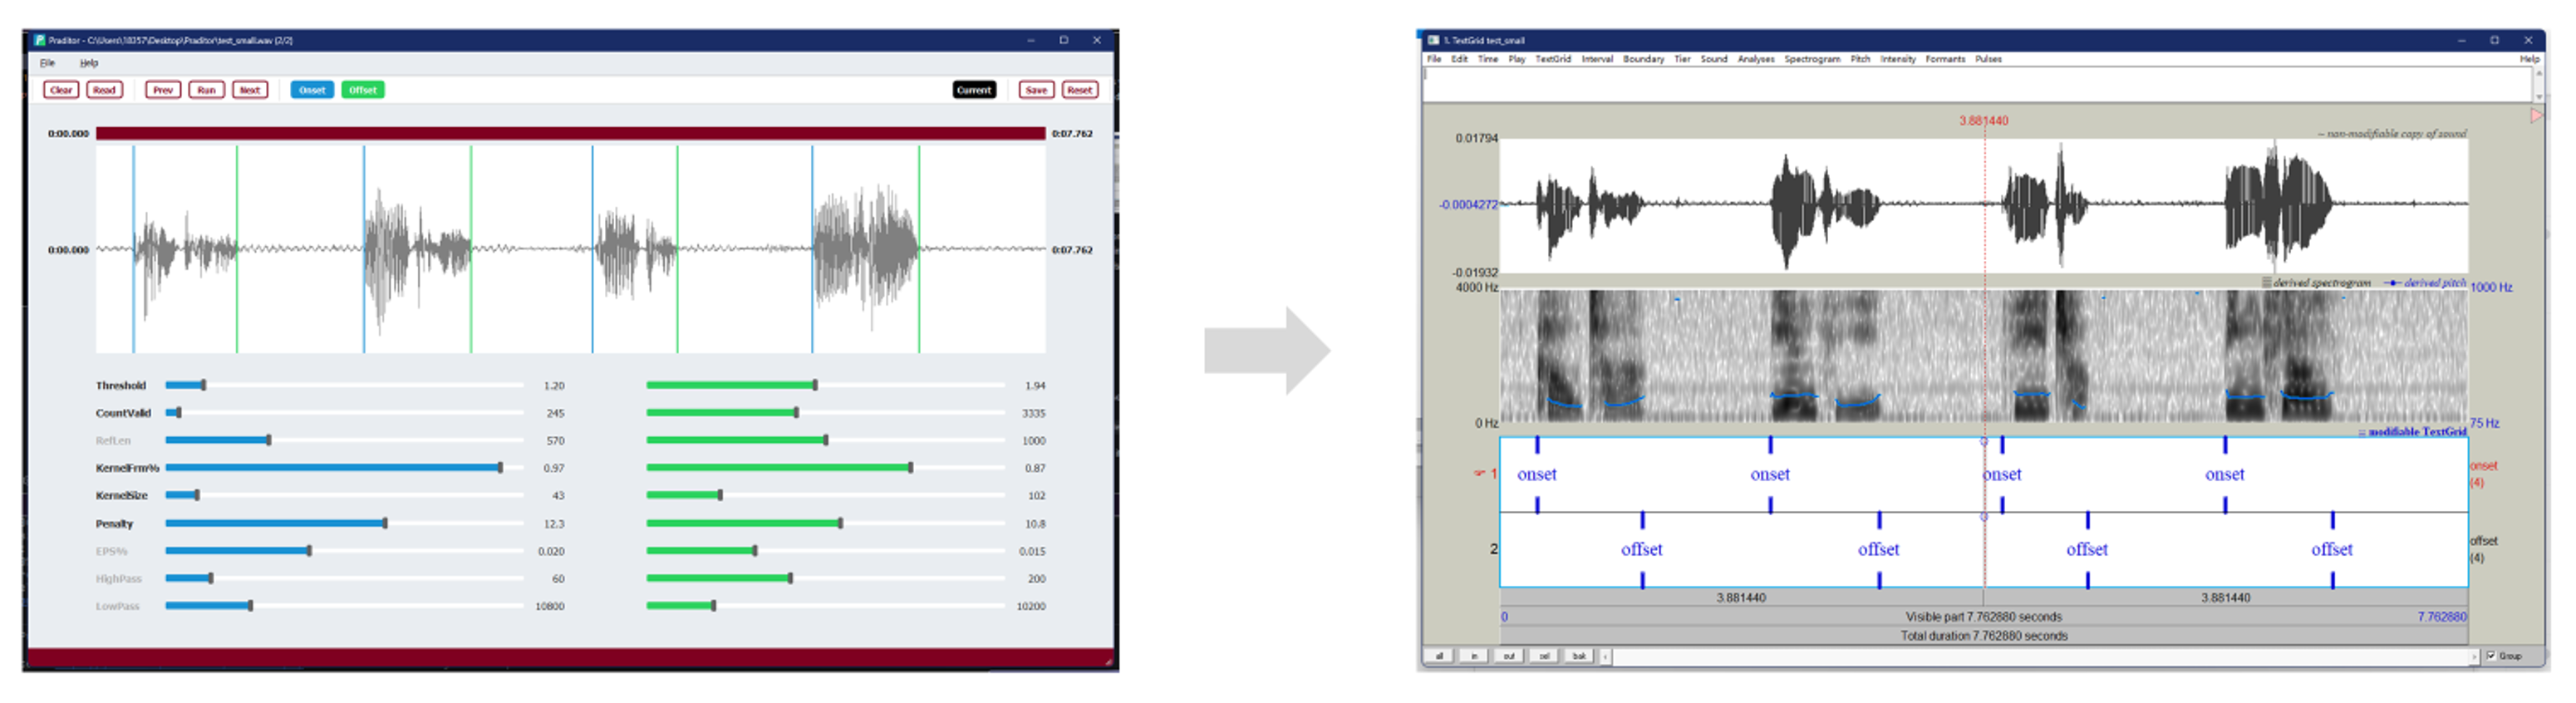 Praditor - C:\Users\18357\Desktop\Praditor\test_small.wav (2/2)
File Help
Clear Read Prev Run Next Onset Offset Current Save Reset
0:00.000 0:07.762
0:00.000 0:07.762
Threshold 1.20 1.94
CountValid 245 3335
RefLen 570 1000
KernelFrm% 0.97 0.87
KernelSize 43 102
Penalty 12.3 10.8
EPS% 0.020 0.015
HighPass 60 200
LowPass 10800 10200
1. TextGrid test_small
File Edit Time Play TextGrid Interval Boundary Tier Sound Analyses Spectrogram Pitch Intensity Formants Pulses Help
3.881440
0.01794 -- non-modifiable copy of sound
-0.0004272
-0.01932
4000 Hz derived spectrogram derived pitch 1000 Hz
0 Hz 75 Hz
:: modifiable TextGrid
1 onset onset onset onset onset
(4)
2 offset offset offset offset offset
(4)
3.881440 3.881440
0 Visible part 7.762880 seconds 7.762880
Total duration 7.762880 seconds
all in out sel bak Group